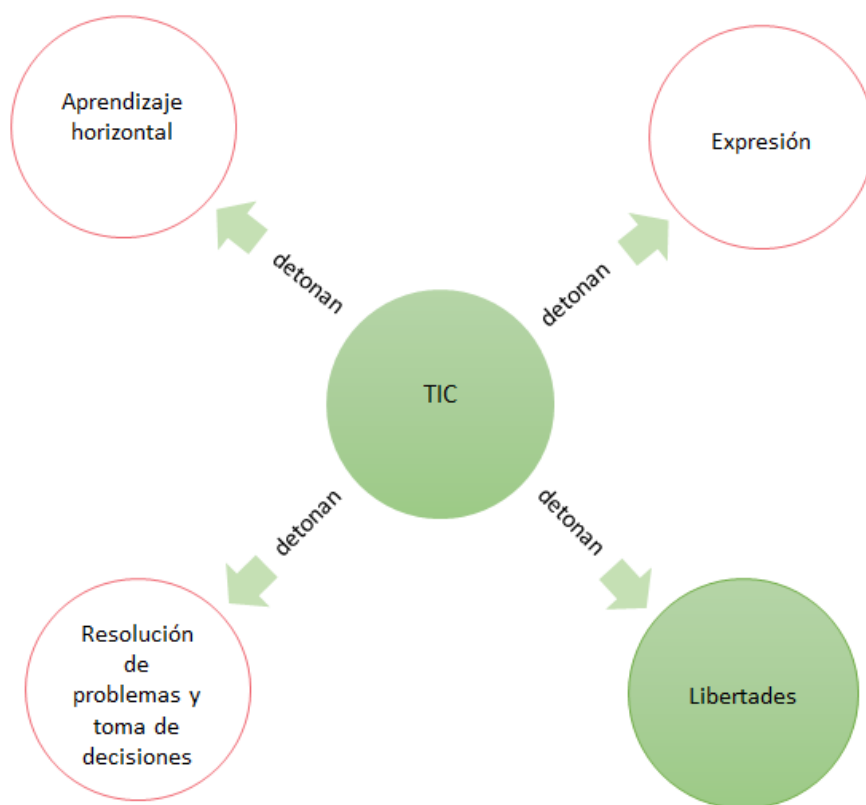 Aprendizaje
horizontal
Expresión
detonan
detonan
TIC
detonan
detonan
Resolución
de
problemas y
toma de
decisiones
Libertades